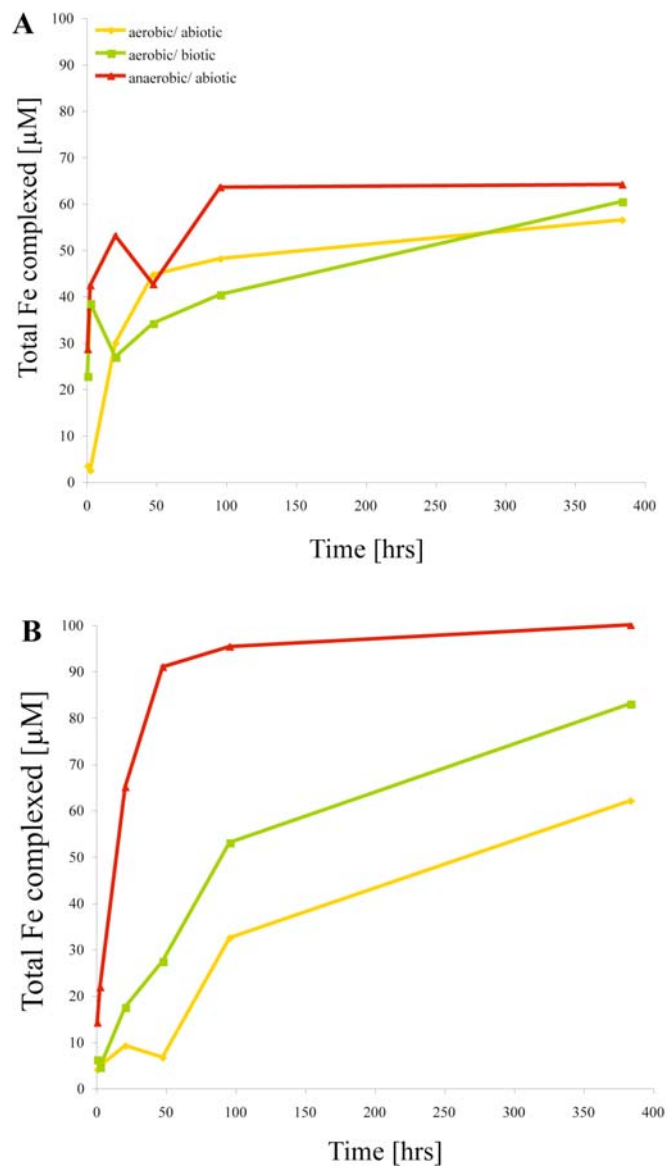 A
aerobic/ abiotic
aerobic/ biotic
anaerobic/ abiotic
Total Fe complexed [µM]
100
90
80
70
60
50
40
30
20
10
0
0 50 100 150 200 250 300 350 400
Time [hrs]
B
Total Fe complexed [µM]
100
90
80
70
60
50
40
30
20
10
0
0 50 100 150 200 250 300 350 400
Time [hrs]